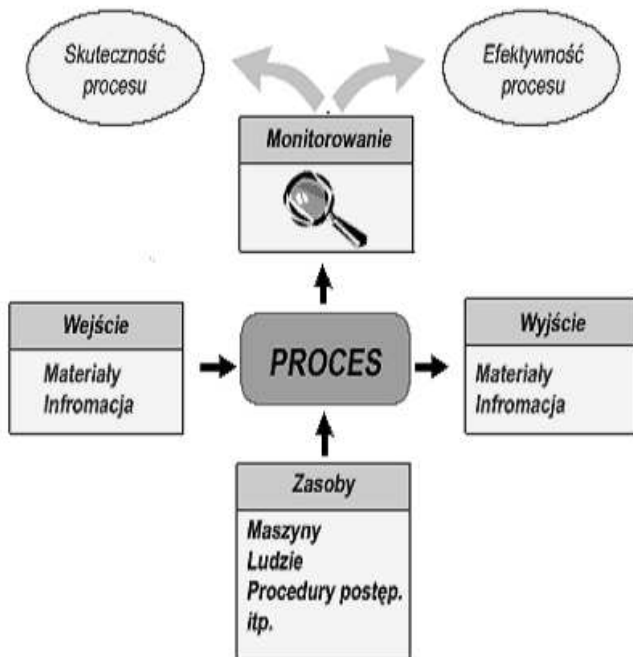 Skuteczność
procesu
Efektywność
procesu
Monitorowanie
Wejście
Materiały
Infromacja
PROCES
Wyjście
Materiały
Infromacja
Zasoby
Maszyny
Ludzie
Procedury postęp.
itp.